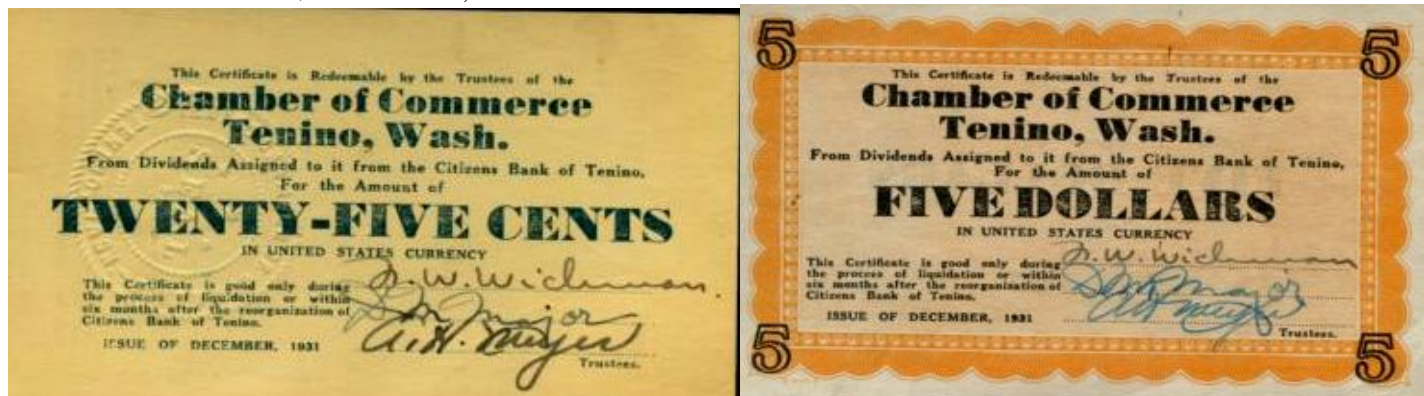 This Certificate is Redeemable by the Trustees of the
Chamber of Commerce
Tenino, Wash.
From Dividends Assigned to it from the Citizens Bank of Tenino,
For the Amount of
TWENTY-FIVE CENTS
IN UNITED STATES CURRENCY
This Certificate is good only during
the process of liquidation or within
six months after the reorganization of
Citizens Bank of Tenino.
ISSUE OF DECEMBER, 1931
W. Wichman
Major
A.H. Meyer
Trustees.
5 5
This Certificate is Redeemable by the Trustees of the
Chamber of Commerce
Tenino, Wash.
From Dividends Assigned to it from the Citizens Bank of Tenino,
For the Amount of
FIVE DOLLARS
IN UNITED STATES CURRENCY
This Certificate is good only during
the process of liquidation or within
six months after the reorganization of
Citizens Bank of Tenino.
ISSUE OF DECEMBER, 1931
W. Wichman
Major
Trustees.
5 5